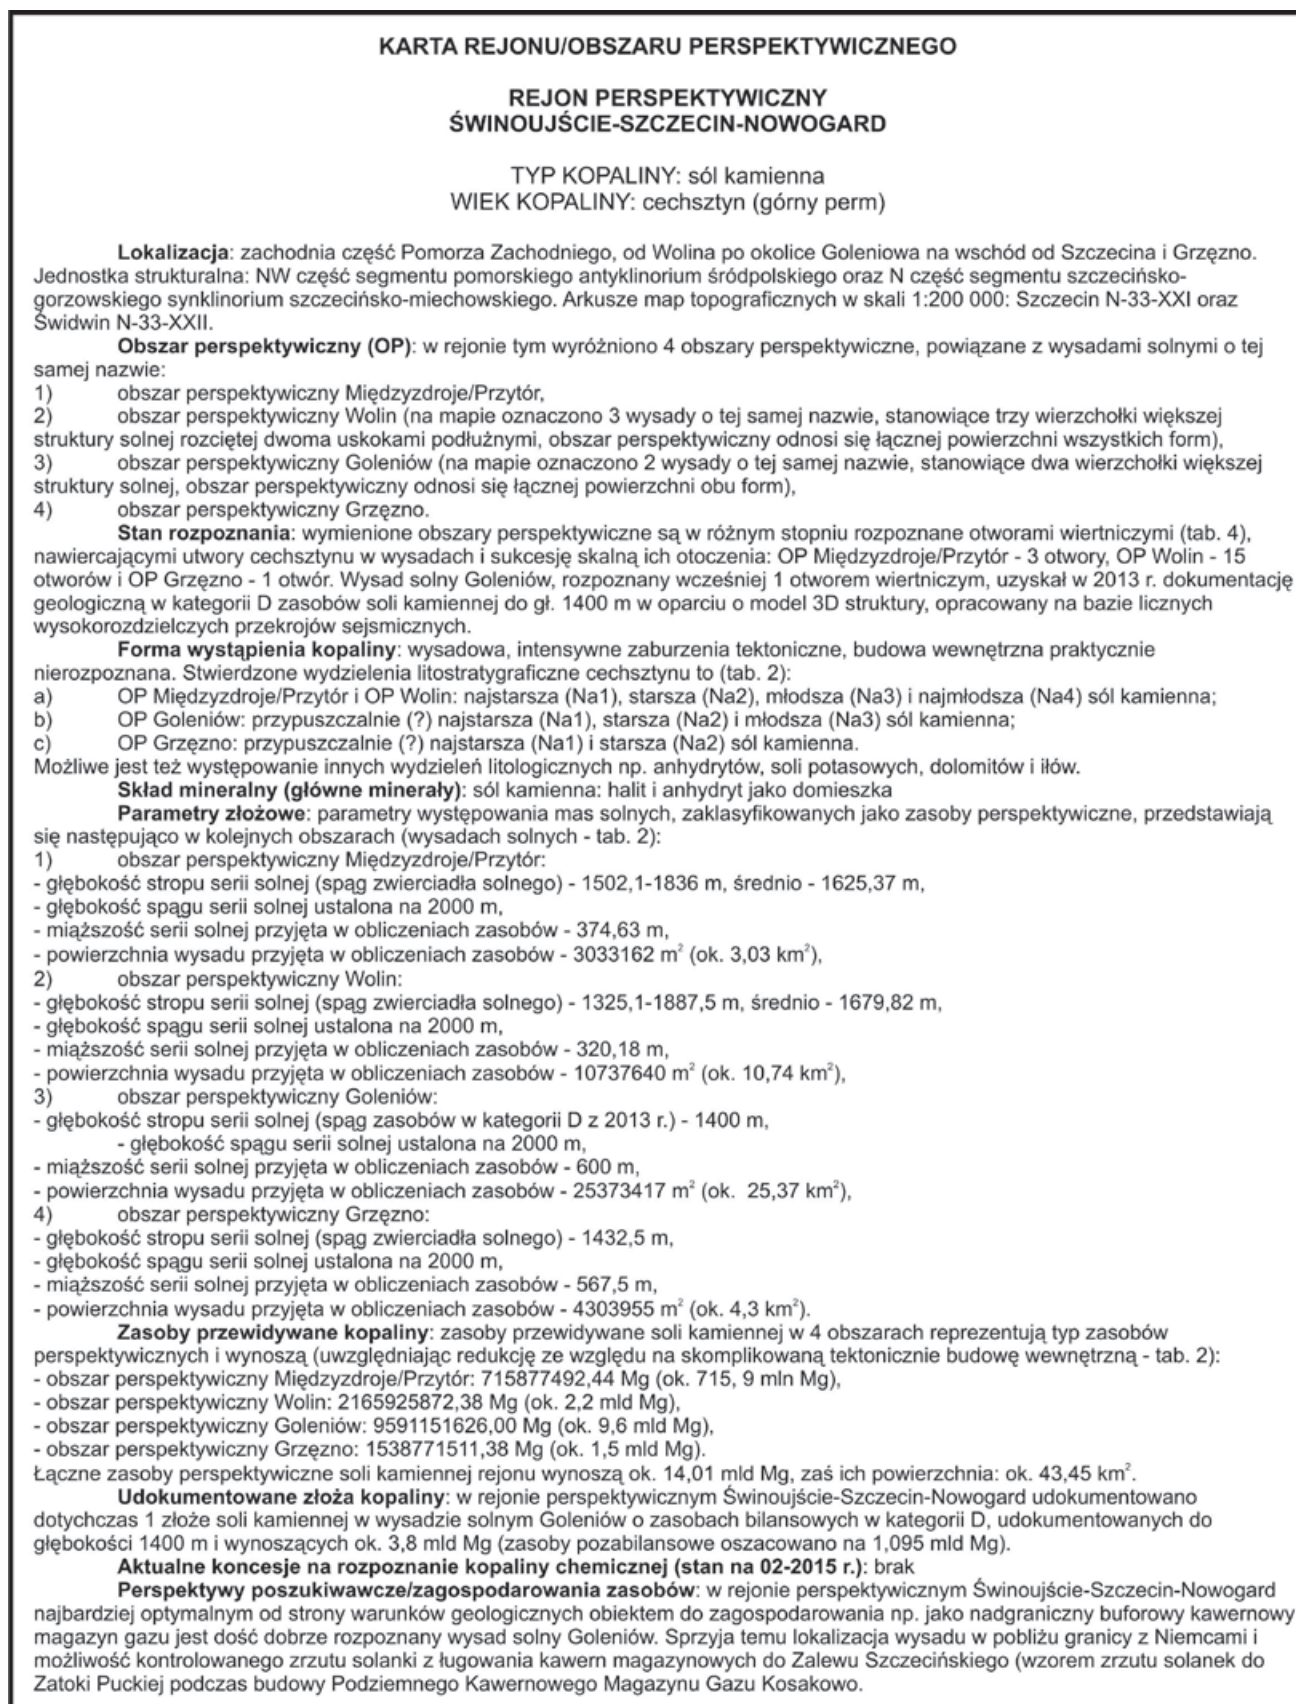 KARTA REJONU/OBSZARU PERSPEKTYWICZNEGO
REJON PERSPEKTYWICZNY
ŚWINOUJŚCIE-SZCZECIN-NOWOGARD
TYP KOPALINY: sól kamienna
WIEK KOPALINY: cechsztyn (górny perm)
Lokalizacja: zachodnia część Pomorza Zachodniego, od Wolina po okolice Goleniowa na wschód od Szczecina i Grzęzno.
Jednostka strukturalna: NW część segmentu pomorskiego antyklinorium śródpolskiego oraz N część segmentu szczecińsko-
gorzowskiego synklinorium szczecińsko-miechowskiego. Arkusze map topograficznych w skali 1:200 000: Szczecin N-33-XXI oraz
Świdwin N-33-XXII.
Obszar perspektywiczny (OP): w rejonie tym wyróżniono 4 obszary perspektywiczne, powiązane z wysadami solnymi o tej
samej nazwie:
1) obszar perspektywiczny Międzyzdroje/Przytór,
2) obszar perspektywiczny Wolin (na mapie oznaczono 3 wysady o tej samej nazwie, stanowiące trzy wierzchołki większej
struktury solnej rozciętej dwoma uskokami podłużnymi, obszar perspektywiczny odnosi się łącznej powierzchni wszystkich form),
3) obszar perspektywiczny Goleniów (na mapie oznaczono 2 wysady o tej samej nazwie, stanowiące dwa wierzchołki większej
struktury solnej, obszar perspektywiczny odnosi się łącznej powierzchni obu form),
4) obszar perspektywiczny Grzęzno.
Stan rozpoznania: wymienione obszary perspektywiczne są w różnym stopniu rozpoznane otworami wiertniczymi (tab. 4),
nawiercającymi utwory cechsztynu w wysadach i sukcesję skalną ich otoczenia: OP Międzyzdroje/Przytór - 3 otwory, OP Wolin - 15
otworów i OP Grzęzno - 1 otwór. Wysad solny Goleniów, rozpoznany wcześniej 1 otworem wiertniczym, uzyskał w 2013 r. dokumentację
geologiczną w kategorii D zasobów soli kamiennej do gł. 1400 m w oparciu o model 3D struktury, opracowany na bazie licznych
wysokorozdzielczych przekrojów sejsmicznych.
Forma wystąpienia kopaliny: wysadowa, intensywne zaburzenia tektoniczne, budowa wewnętrzna praktycznie
nierozpoznana. Stwierdzone wydzielenia litostratygraficzne cechsztynu to (tab. 2):
a) OP Międzyzdroje/Przytór i OP Wolin: najstarsza (Na1), starsza (Na2), młodsza (Na3) i najmłodsza (Na4) sól kamienna;
b) OP Goleniów: przypuszczalnie (?) najstarsza (Na1), starsza (Na2) i młodsza (Na3) sól kamienna;
c) OP Grzęzno: przypuszczalnie (?) najstarsza (Na1) i starsza (Na2) sól kamienna.
Możliwe jest też występowanie innych wydzieleń litologicznych np. anhydrytów, soli potasowych, dolomitów i iłów.
Skład mineralny (główne minerały): sól kamienna: halit i anhydryt jako domieszka
Parametry złożowe: parametry występowania mas solnych, zaklasyfikowanych jako zasoby perspektywiczne, przedstawiają
się następująco w kolejnych obszarach (wysadach solnych - tab. 2):
1) obszar perspektywiczny Międzyzdroje/Przytór:
- głębokość stropu serii solnej (spąg zwierciadła solnego) - 1502,1-1836 m, średnio - 1625,37 m,
- głębokość spągu serii solnej ustalona na 2000 m,
- miąższość serii solnej przyjęta w obliczeniach zasobów - 374,63 m,
- powierzchnia wysadu przyjęta w obliczeniach zasobów - 3033162 m² (ok. 3,03 km²),
2) obszar perspektywiczny Wolin:
- głębokość stropu serii solnej (spąg zwierciadła solnego) - 1325,1-1887,5 m, średnio - 1679,82 m,
- głębokość spągu serii solnej ustalona na 2000 m,
- miąższość serii solnej przyjęta w obliczeniach zasobów - 320,18 m,
- powierzchnia wysadu przyjęta w obliczeniach zasobów - 10737640 m² (ok. 10,74 km²),
3) obszar perspektywiczny Goleniów:
- głębokość stropu serii solnej (spąg zasobów w kategorii D z 2013 r.) - 1400 m,
- głębokość spągu serii solnej ustalona na 2000 m,
- miąższość serii solnej przyjęta w obliczeniach zasobów - 600 m,
- powierzchnia wysadu przyjęta w obliczeniach zasobów - 25373417 m² (ok. 25,37 km²),
4) obszar perspektywiczny Grzęzno:
- głębokość stropu serii solnej (spąg zwierciadła solnego) - 1432,5 m,
- głębokość spągu serii solnej ustalona na 2000 m,
- miąższość serii solnej przyjęta w obliczeniach zasobów - 567,5 m,
- powierzchnia wysadu przyjęta w obliczeniach zasobów - 4303955 m² (ok. 4,3 km²).
Zasoby przewidywane kopaliny: zasoby przewidywane soli kamiennej w 4 obszarach reprezentują typ zasobów
perspektywicznych i wynoszą (uwzględniając redukcję ze względu na skomplikowaną tektonicznie budowę wewnętrzną - tab. 2):
- obszar perspektywiczny Międzyzdroje/Przytór: 715877492,44 Mg (ok. 715, 9 mln Mg),
- obszar perspektywiczny Wolin: 2165925872,38 Mg (ok. 2,2 mld Mg),
- obszar perspektywiczny Goleniów: 9591151626,00 Mg (ok. 9,6 mld Mg),
- obszar perspektywiczny Grzęzno: 1538771511,38 Mg (ok. 1,5 mld Mg).
Łączne zasoby perspektywiczne soli kamiennej rejonu wynoszą ok. 14,01 mld Mg, zaś ich powierzchnia: ok. 43,45 km².
Udokumentowane złoża kopaliny: w rejonie perspektywicznym Świnoujście-Szczecin-Nowogard udokumentowano
dotychczas 1 złoże soli kamiennej w wysadzie solnym Goleniów o zasobach bilansowych w kategorii D, udokumentowanych do
głębokości 1400 m i wynoszących ok. 3,8 mld Mg (zasoby pozabilansowe oszacowano na 1,095 mld Mg).
Aktualne koncesje na rozpoznanie kopaliny chemicznej (stan na 02-2015 r.): brak
Perspektywy poszukiwawcze/zagospodarowania zasobów: w rejonie perspektywicznym Świnoujście-Szczecin-Nowogard
najbardziej optymalnym od strony warunków geologicznych obiektem do zagospodarowania np. jako nadgraniczny buforowy kawernowy
magazyn gazu jest dość dobrze rozpoznany wysad solny Goleniów. Sprzyja temu lokalizacja wysadu w pobliżu granicy z Niemcami i
możliwość kontrolowanego zrzutu solanki z ługowania kawern magazynowych do Zalewu Szczecińskiego (wzorem zrzutu solanek do
Zatoki Puckiej podczas budowy Podziemnego Kawernowego Magazynu Gazu Kosakowo.